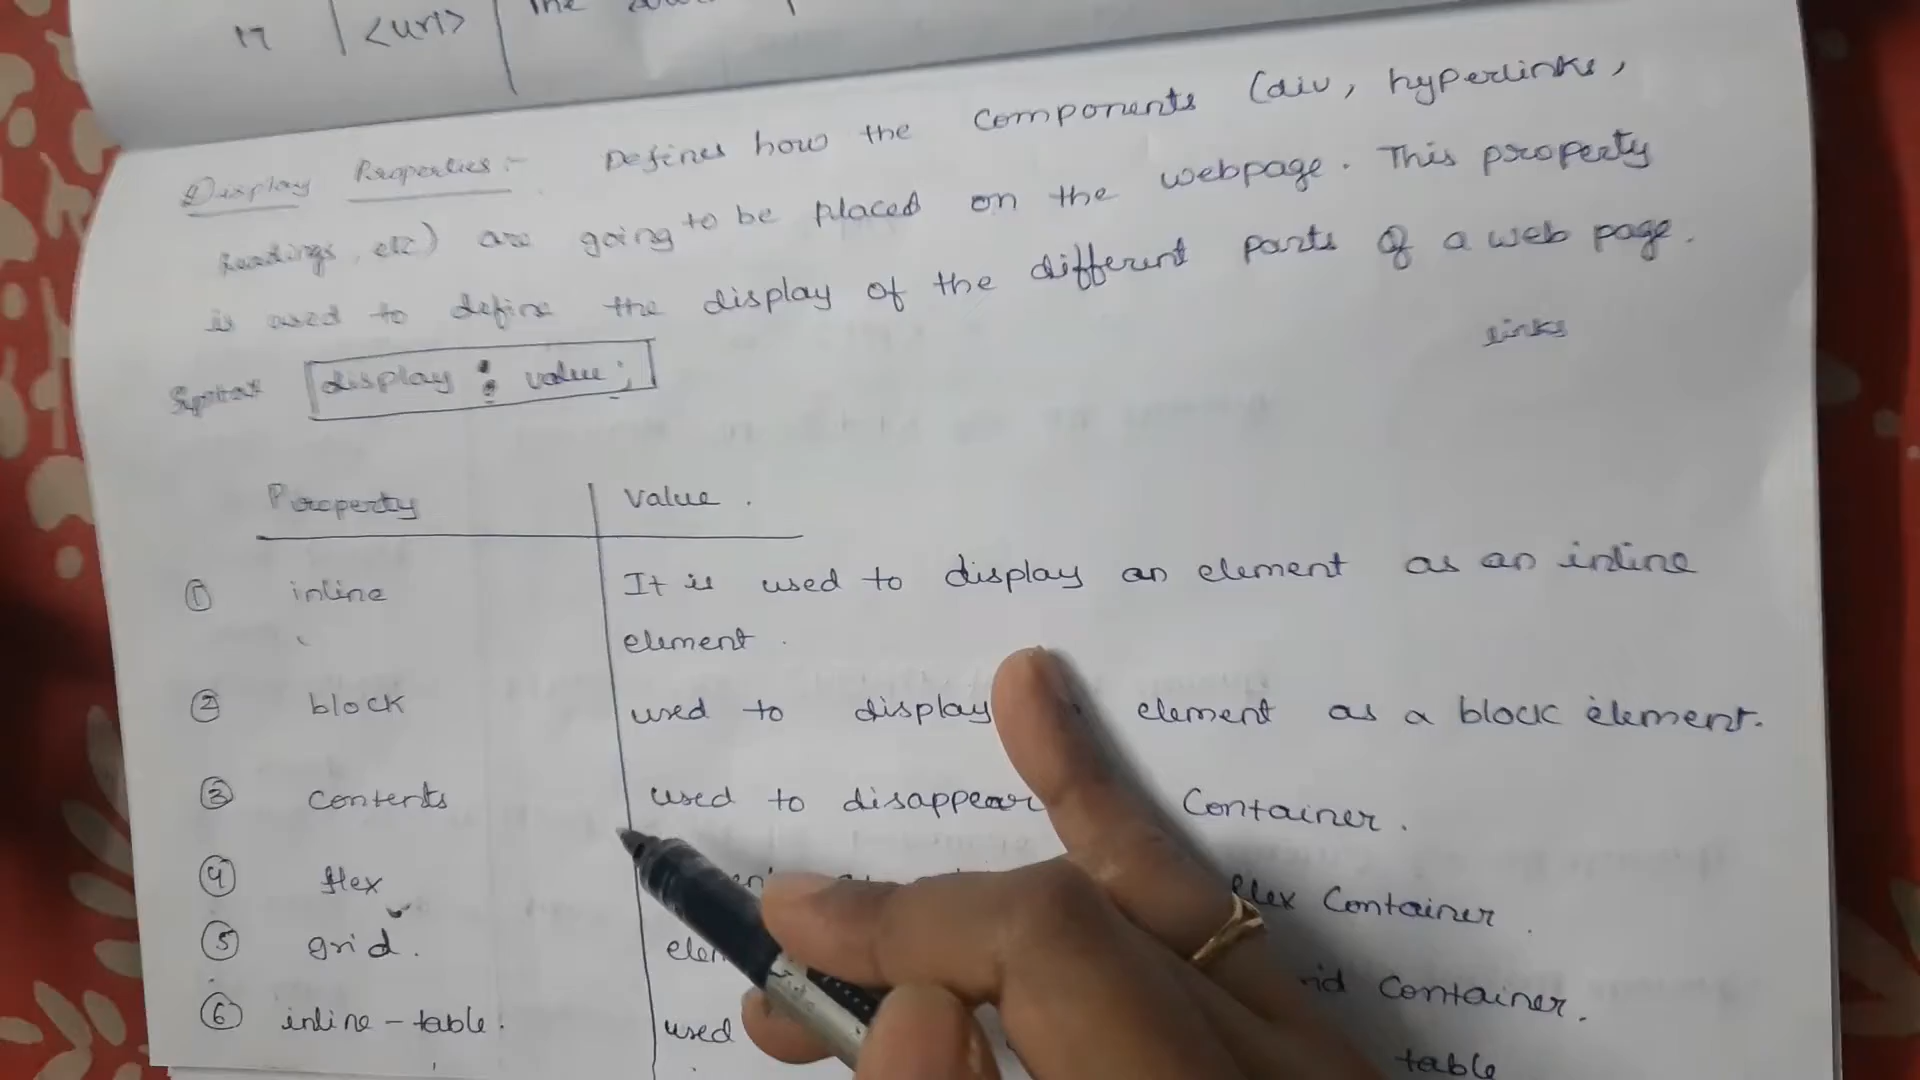 17 <url> The
Display Properties:- Defines how the components (div, hyperlinks,
headings, etc) are going to be placed on the webpage. This property
is used to define the display of the different parts of a web page.
links
Syntax display : value;
Property Value.
① inline It is used to display an element as an inline
element.
② block used to display element as a block element.
③ contents used to disappear Container.
④ flex flex Container.
⑤ grid. Container.
⑥ inline-table. used table